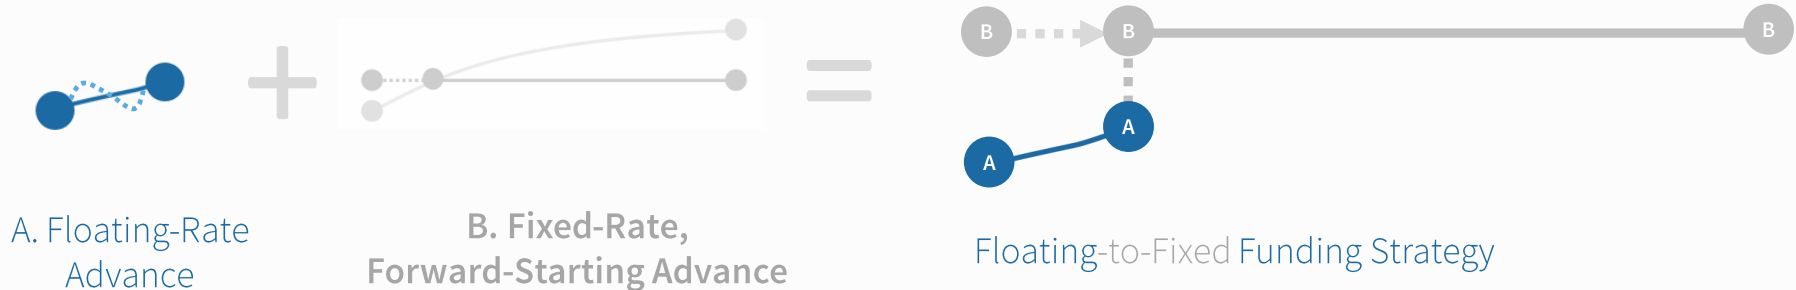 A. Floating-Rate
Advance
B. Fixed-Rate,
Forward-Starting Advance
B
B
B
A
A
Floating-to-Fixed Funding Strategy